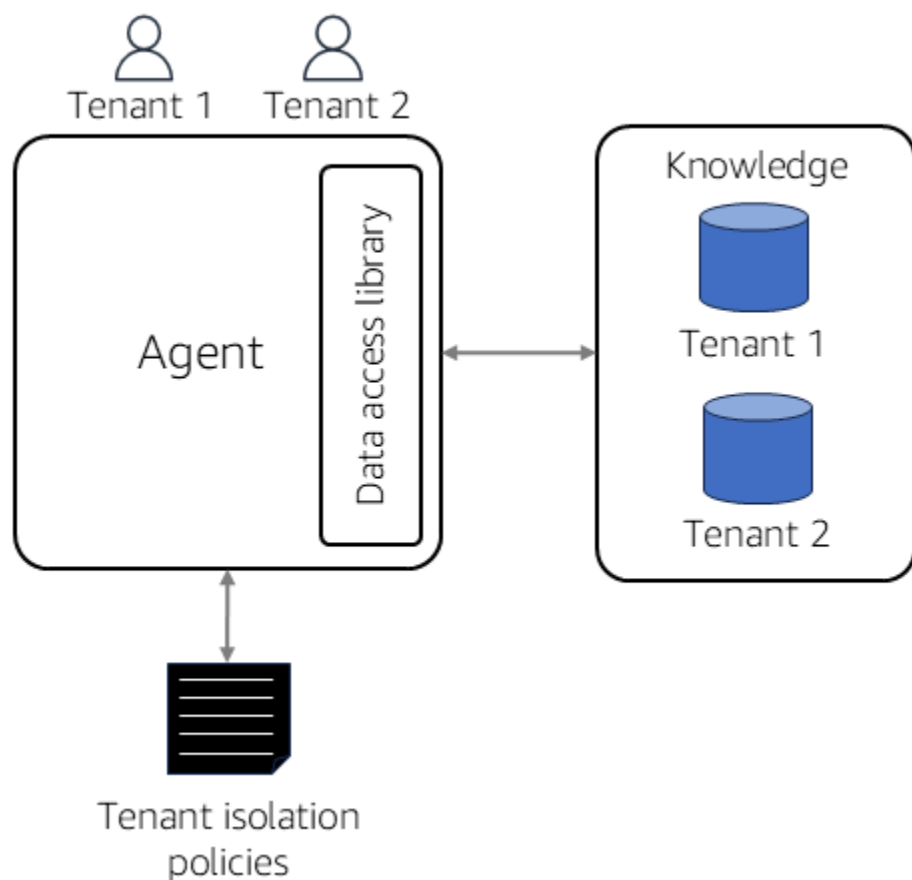 Tenant 1
Tenant 2
Agent
Data access library
Knowledge
Tenant 1
Tenant 2
Tenant isolation
policies